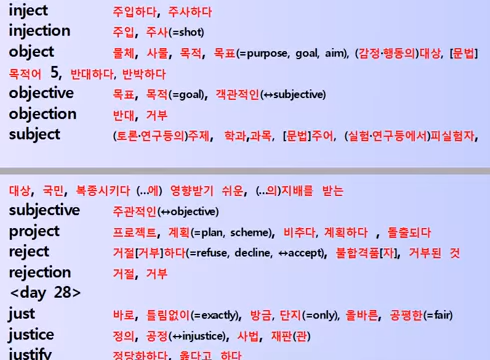 inject 주입하다, 주사하다
injection 주입, 주사(=shot)
object 물체, 사물, 목적, 목표(=purpose, goal, aim), (감정·행동의)대상, [문법]
목적어 5, 반대하다, 반박하다
objective 목표, 목적(=goal), 객관적인(↔subjective)
objection 반대, 거부
subject (토론·연구등의)주제, 학과,과목, [문법]주어, (실험·연구등에서)피실험자,
대상, 국민, 복종시키다 (…에) 영향받기 쉬운, (…의)지배를 받는
subjective 주관적인(↔objective)
project 프로젝트, 계획(=plan, scheme), 비추다, 계획하다 , 돌출되다
reject 거절[거부]하다(=refuse, decline, ↔accept), 불합격품[자], 거부된 것
rejection 거절, 거부
<day 28>
just 바로, 틀림없이(=exactly), 방금, 단지(=only), 올바른, 공평한(=fair)
justice 정의, 공정(↔injustice), 사법, 재판(관)
justify 정당화하다, 옳다고 하다